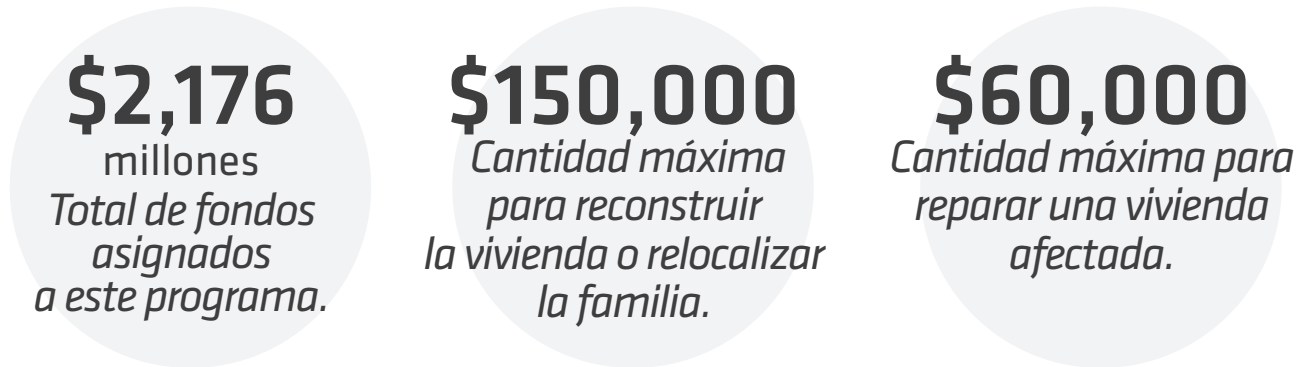 $2,176
millones
Total de fondos
asignados
a este programa.
$150,000
Cantidad máxima
para reconstruir
la vivienda o relocalizar
la familia.
$60,000
Cantidad máxima para
reparar una vivienda
afectada.